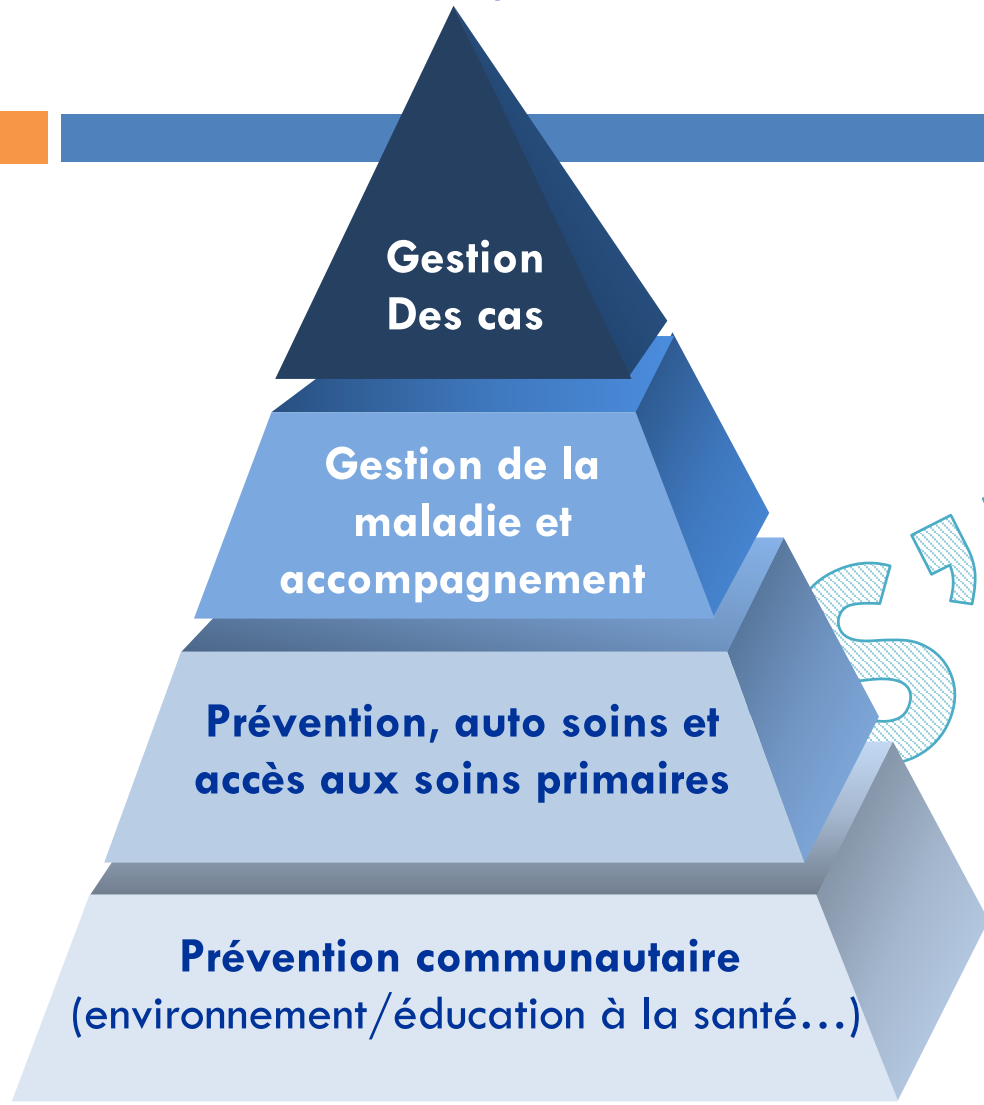 Gestion
Des cas
Gestion de la
maladie et
accompagnement
S'
Prévention, auto soins et
accès aux soins primaires
Prévention communautaire
(environnement/éducation à la santé...)